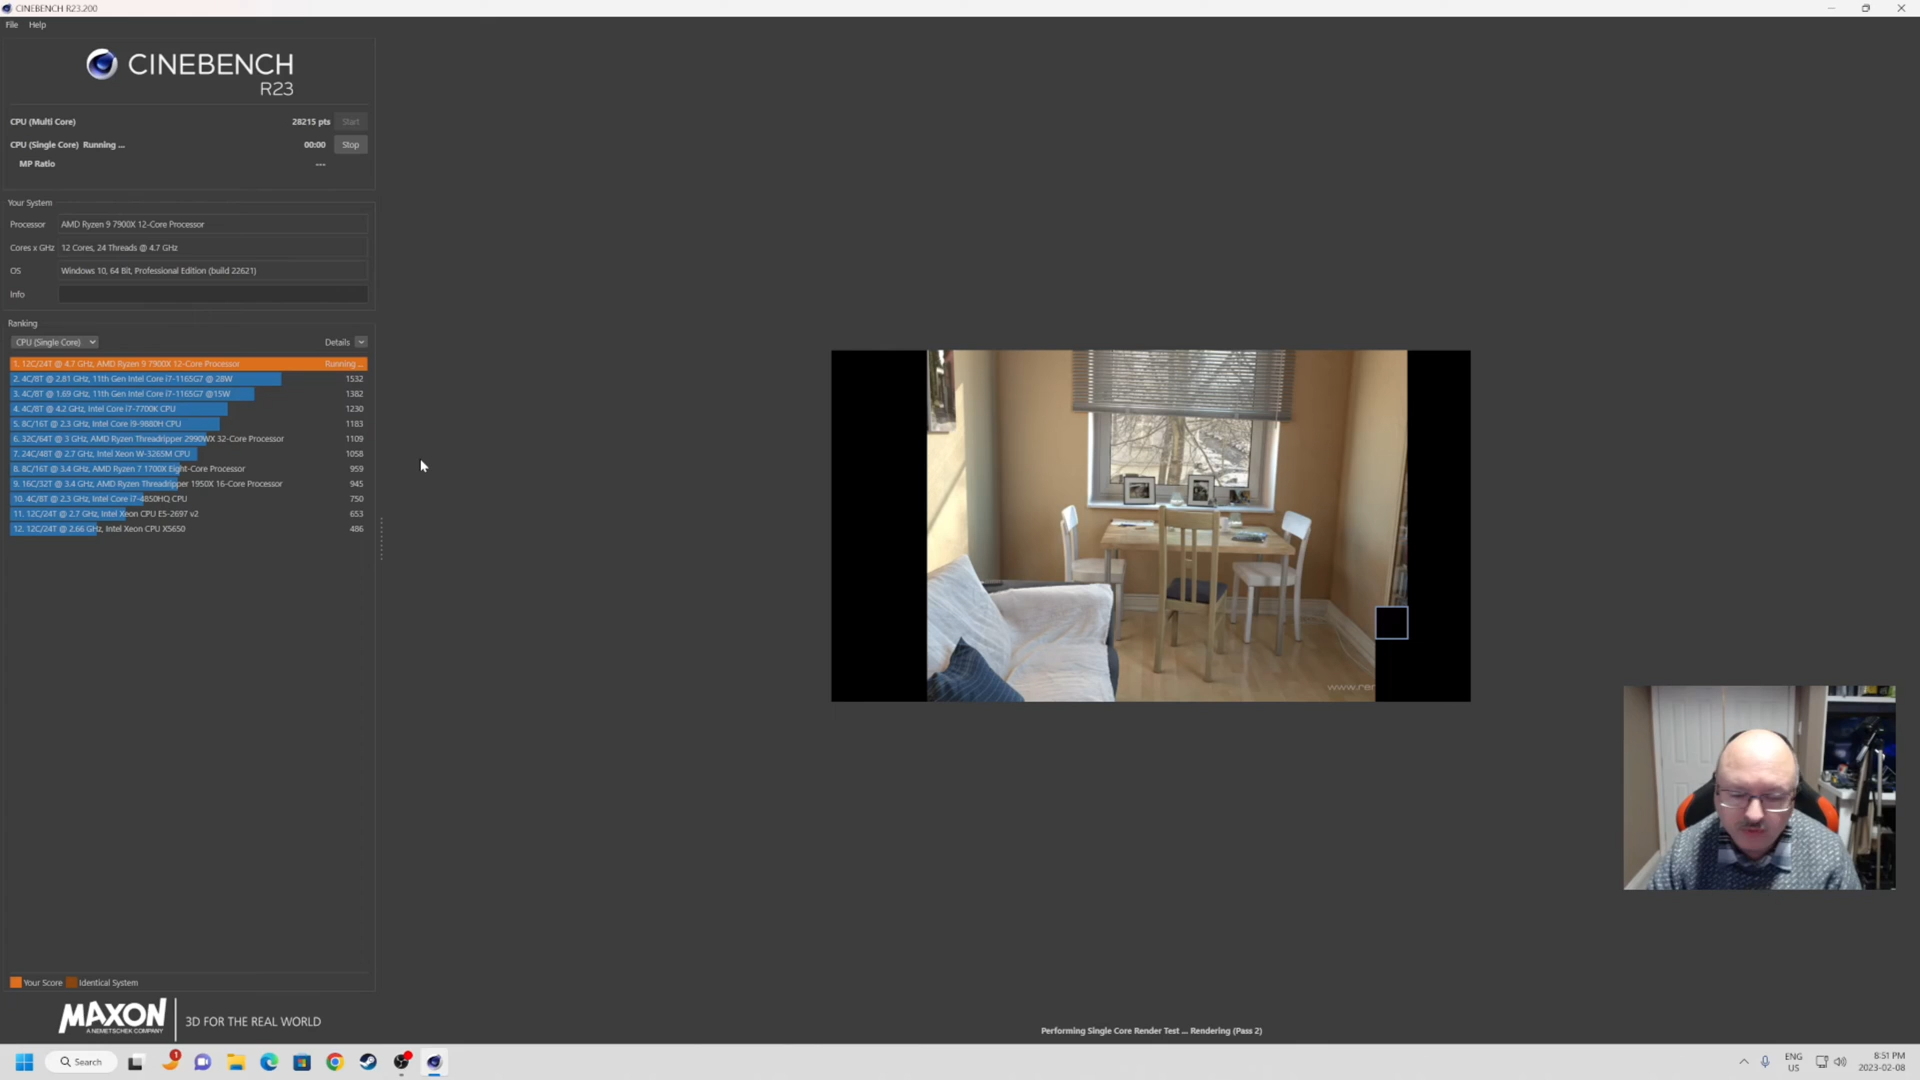 CINEBENCH R23.200
File Help
CINEBENCH
R23
CPU (Multi Core) 28215 pts Start
CPU (Single Core) Running ... 00:00 Stop
MP Ratio ---
Your System
Processor AMD Ryzen 9 7900X 12-Core Processor
Cores x GHz 12 Cores, 24 Threads @ 4.7 GHz
OS Windows 10, 64 Bit, Professional Edition (build 22621)
Info
Ranking
CPU (Single Core) Details
1. 12C/24T @ 4.7 GHz, AMD Ryzen 9 7900X 12-Core Processor Running ...
2. 4C/8T @ 2.81 GHz, 11th Gen Intel Core i7-1165G7 @ 28W 1532
3. 4C/8T @ 1.69 GHz, 11th Gen Intel Core i7-1165G7 @15W 1382
4. 4C/8T @ 4.2 GHz, Intel Core i7-7700K CPU 1230
5. 8C/16T @ 2.3 GHz, Intel Core i9-9880H CPU 1183
6. 32C/64T @ 3 GHz, AMD Ryzen Threadripper 2990WX 32-Core Processor 1109
7. 24C/48T @ 2.7 GHz, Intel Xeon W-3265M CPU 1058
8. 8C/16T @ 3.4 GHz, AMD Ryzen 7 1700X Eight-Core Processor 959
9. 16C/32T @ 3.4 GHz, AMD Ryzen Threadripper 1950X 16-Core Processor 945
10. 4C/8T @ 2.3 GHz, Intel Core i7-4850HQ CPU 750
11. 12C/24T @ 2.7 GHz, Intel Xeon CPU E5-2697 v2 653
12. 12C/24T @ 2.66 GHz, Intel Xeon CPU X5650 486
www.rer
Your Score Identical System
MAXON
A NEMETSCHEK COMPANY
3D FOR THE REAL WORLD
Performing Single Core Render Test ... Rendering (Pass 2)
Search
1
ENG
US
8:51 PM
2023-02-08